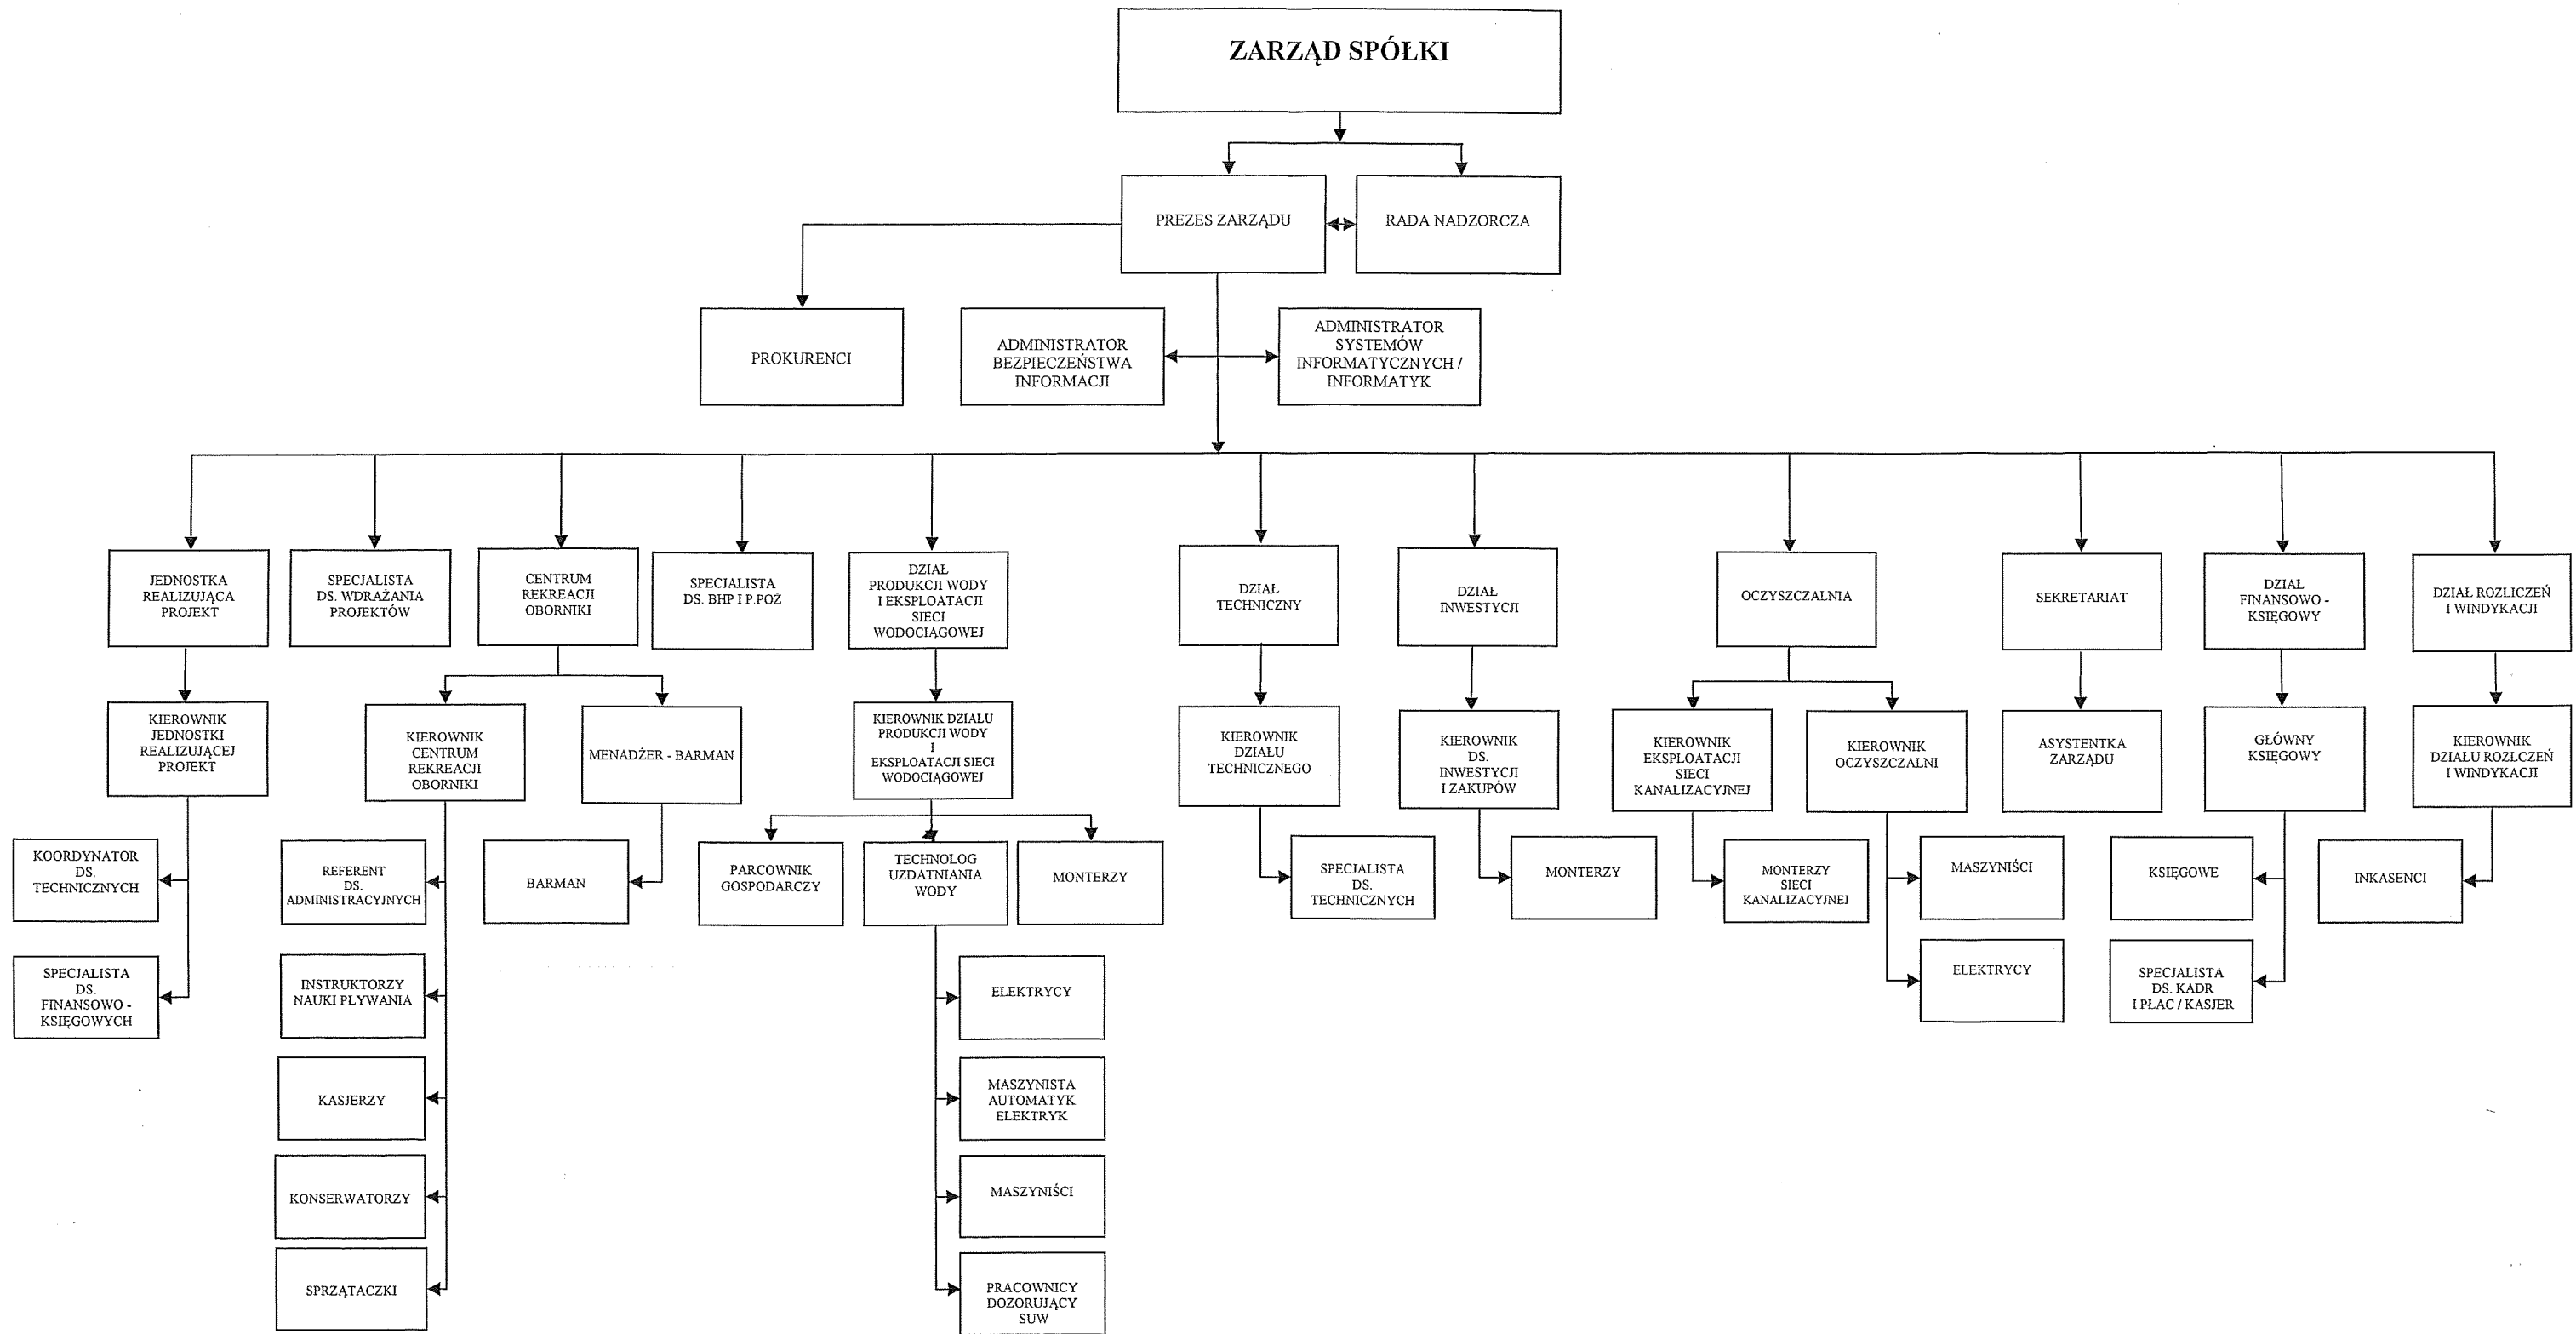 ZARZĄD SPÓŁKI
PREZES ZARZĄDU
RADA NADZORCZA
PROKURENCI
ADMINISTRATOR
BEZPIECZEŃSTWA
INFORMACJI
ADMINISTRATOR
SYSTEMÓW
INFORMATYCZNYCH /
INFORMATYK
JEDNOSTKA
REALIZUJĄCA
PROJEKT
SPECJALISTA
DS. WDRAŻANIA
PROJEKTÓW
CENTRUM
REKREACJI
OBORNIKI
SPECJALISTA
DS. BHP I P.POŻ
DZIAŁ
PRODUKCJI WODY
I EKSPLOATACJI
SIECI
WODOCIĄGOWEJ
DZIAŁ
TECHNICZNY
DZIAŁ
INWESTYCJI
OCZYSZCZALNIA
SEKRETARIAT
DZIAŁ
FINANSOWO -
KSIĘGOWY
DZIAŁ ROZLICZEŃ
I WINDYKACJI
KIEROWNIK
JEDNOSTKI
REALIZUJĄCEJ
PROJEKT
KIEROWNIK
CENTRUM
REKREACJI
OBORNIKI
MENADŻER - BARMAN
KIEROWNIK DZIAŁU
PRODUKCJI WODY
I
EKSPLOATACJI SIECI
WODOCIĄGOWEJ
KIEROWNIK
DZIAŁU
TECHNICZNEGO
KIEROWNIK
DS.
INWESTYCJI
I ZAKUPÓW
KIEROWNIK
EKSPLOATACJI
SIECI
KANALIZACYJNEJ
KIEROWNIK
OCZYSZCZALNI
ASYSTENTKA
ZARZĄDU
GŁÓWNY
KSIĘGOWY
KIEROWNIK
DZIAŁU ROZLCZEŃ
I WINDYKACJI
KOORDYNATOR
DS.
TECHNICZNYCH
REFERENT
DS.
ADMINISTRACYJNYCH
BARMAN
PARCOWNIK
GOSPODARCZY
TECHNOLOG
UZDATNIANIA
WODY
MONTERZY
SPECJALISTA
DS.
TECHNICZNYCH
MONTERZY
MONTERZY
SIECI
KANALIZACYJNEJ
MASZYNIŚCI
KSIĘGOWE
INKASENCI
SPECJALISTA
DS.
FINANSOWO -
KSIĘGOWYCH
INSTRUKTORZY
NAUKI PŁYWANIA
ELEKTRYCY
ELEKTRYCY
SPECJALISTA
DS. KADR
I PŁAC / KASJER
KASJERZY
MASZYNISTA
AUTOMATYK
ELEKTRYK
KONSERWATORZY
MASZYNIŚCI
SPRZĄTACZKI
PRACOWNICY
DOZORUJĄCY
SUW